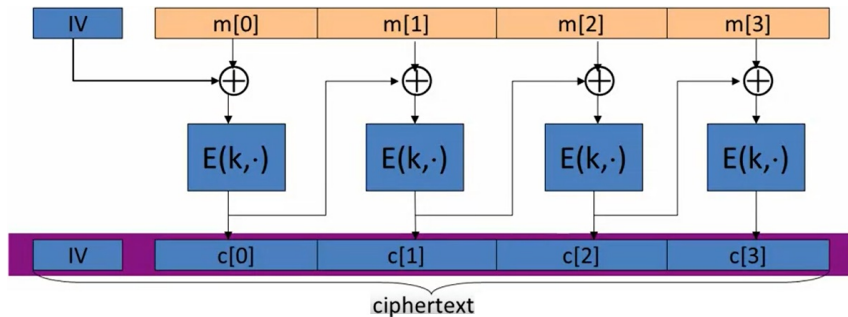 IV m[0] m[1] m[2] m[3]
E(k,·) E(k,·) E(k,·) E(k,·)
IV c[0] c[1] c[2] c[3]
ciphertext